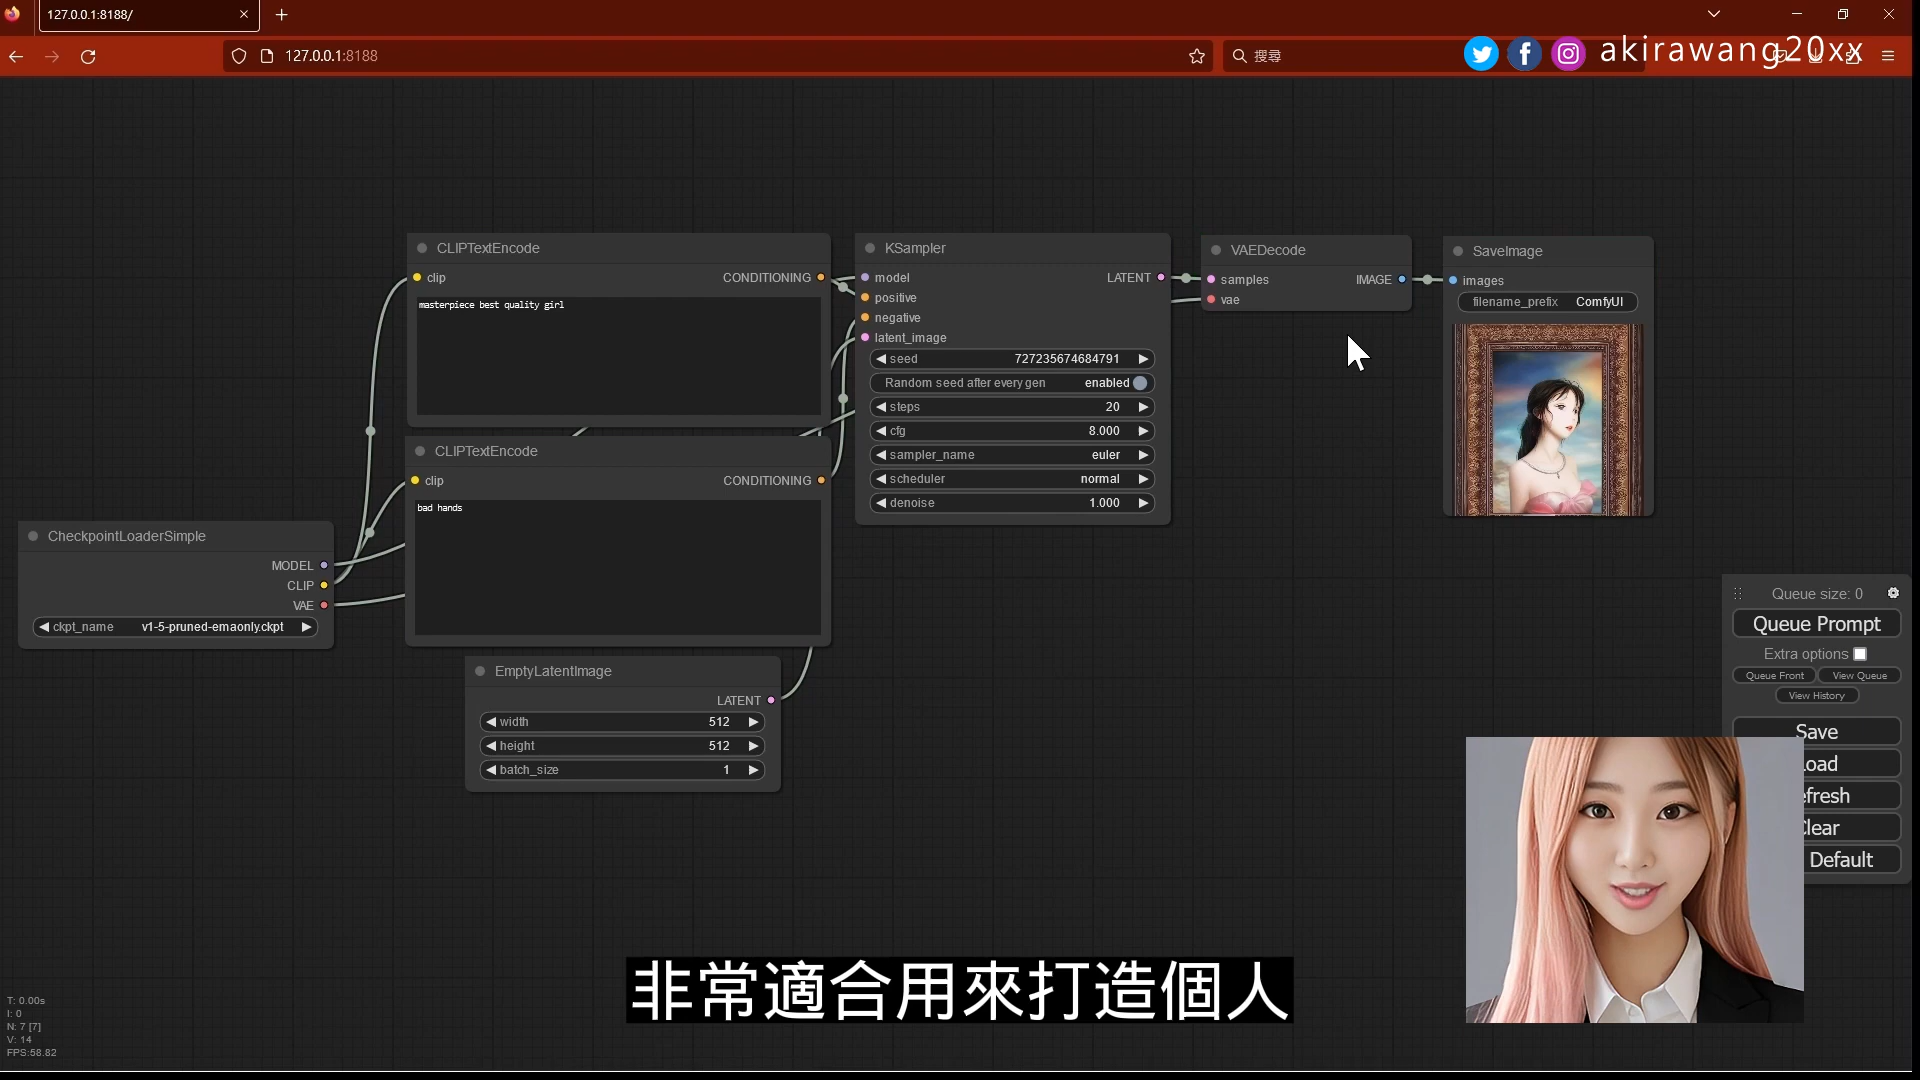 127.0.0.1:8188/
127.0.0.1:8188
搜尋
akirawang20xx
CLIPTextEncode
clip
CONDITIONING
masterpiece best quality girl
CLIPTextEncode
clip
CONDITIONING
bad hands
CheckpointLoaderSimple
MODEL
CLIP
VAE
ckpt_name v1-5-pruned-emaonly.ckpt
EmptyLatentImage
LATENT
width 512
height 512
batch_size 1
KSampler
model
LATENT
positive
negative
latent_image
seed 727235674684791
Random seed after every gen enabled
steps 20
cfg 8.000
sampler_name euler
scheduler normal
denoise 1.000
VAEDecode
samples
IMAGE
vae
SaveImage
images
filename_prefix ComfyUI
Queue size: 0
Queue Prompt
Extra options
Queue Front
View Queue
View History
Save
oad
efresh
Clear
Default
非常適合用來打造個人
T: 0.00s
I: 0
N: 7 [7]
V: 14
FPS:58.82